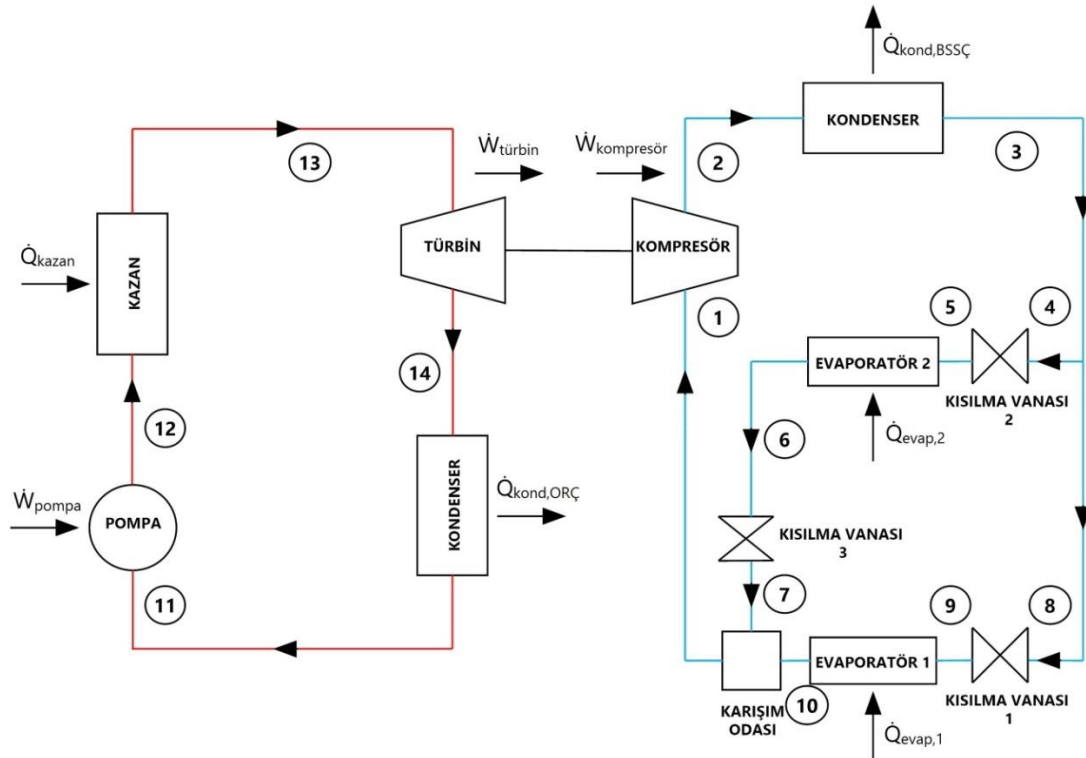 Q̇kond,BSSÇ
KONDENSER
13
Ẇtürbin
Ẇkompresör
2
3
Q̇kazan
KAZAN
TÜRBİN
KOMPRESÖR
1
5
4
14
EVAPORATÖR 2
KISILMA VANASI
2
12
6
Q̇evap,2
Ẇpompa
POMPA
KONDENSER
Q̇kond,ORÇ
KISILMA VANASI
3
11
7
9
8
EVAPORATÖR 1
KARIŞIM
ODASI
10
KISILMA VANASI
1
Q̇evap,1